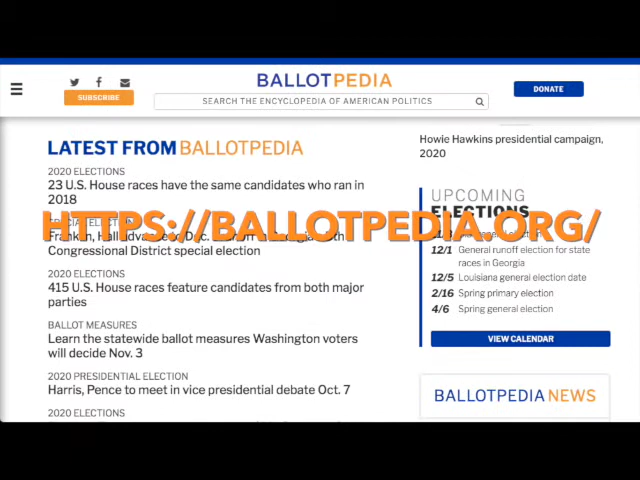 BALLOTPEDIA
SUBSCRIBE
SEARCH THE ENCYCLOPEDIA OF AMERICAN POLITICS
DONATE
LATEST FROM BALLOTPEDIA
2020 ELECTIONS
23 U.S. House races have the same candidates who ran in
2018
HTTPS://BALLOTPEDIA.ORG/
Congressional District special election
2020 ELECTIONS
415 U.S. House races feature candidates from both major
parties
BALLOT MEASURES
Learn the statewide ballot measures Washington voters
will decide Nov. 3
2020 PRESIDENTIAL ELECTION
Harris, Pence to meet in vice presidential debate Oct. 7
2020 ELECTIONS
Howie Hawkins presidential campaign,
2020
UPCOMING
ELECTIONS
12/1 General runoff election for state
races in Georgia
12/5 Louisiana general election date
2/16 Spring primary election
4/6 Spring general election
VIEW CALENDAR
BALLOTPEDIA NEWS